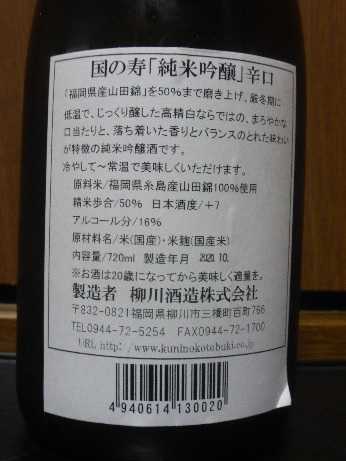 国の寿「純米吟醸」辛口
「福岡県産山田錦」を50%まで磨き上げ、厳冬期に
低温で、じっくり醸した高精白ならではの、まろやかな
口当たりと、落ち着いた香りとバランスのとれた味わい
が特徴の純米吟醸酒です。
冷やして～常温で美味しくいただけます。
原料米/福岡県糸島産山田錦100%使用
精米歩合/50% 日本酒度/+7
アルコール分/16%
原材料名/米(国産)・米麹(国産米)
内容量/720ml 製造年月 2020.10.
※お酒は20歳になってから美味しく適量を。
製造者 柳川酒造株式会社
〒832-0821福岡県柳川市三橋町百町766
TEL0944-72-5254 FAX0944-72-1700
URL http://www.kuninokotobuki.co.jp
4 940614 130020